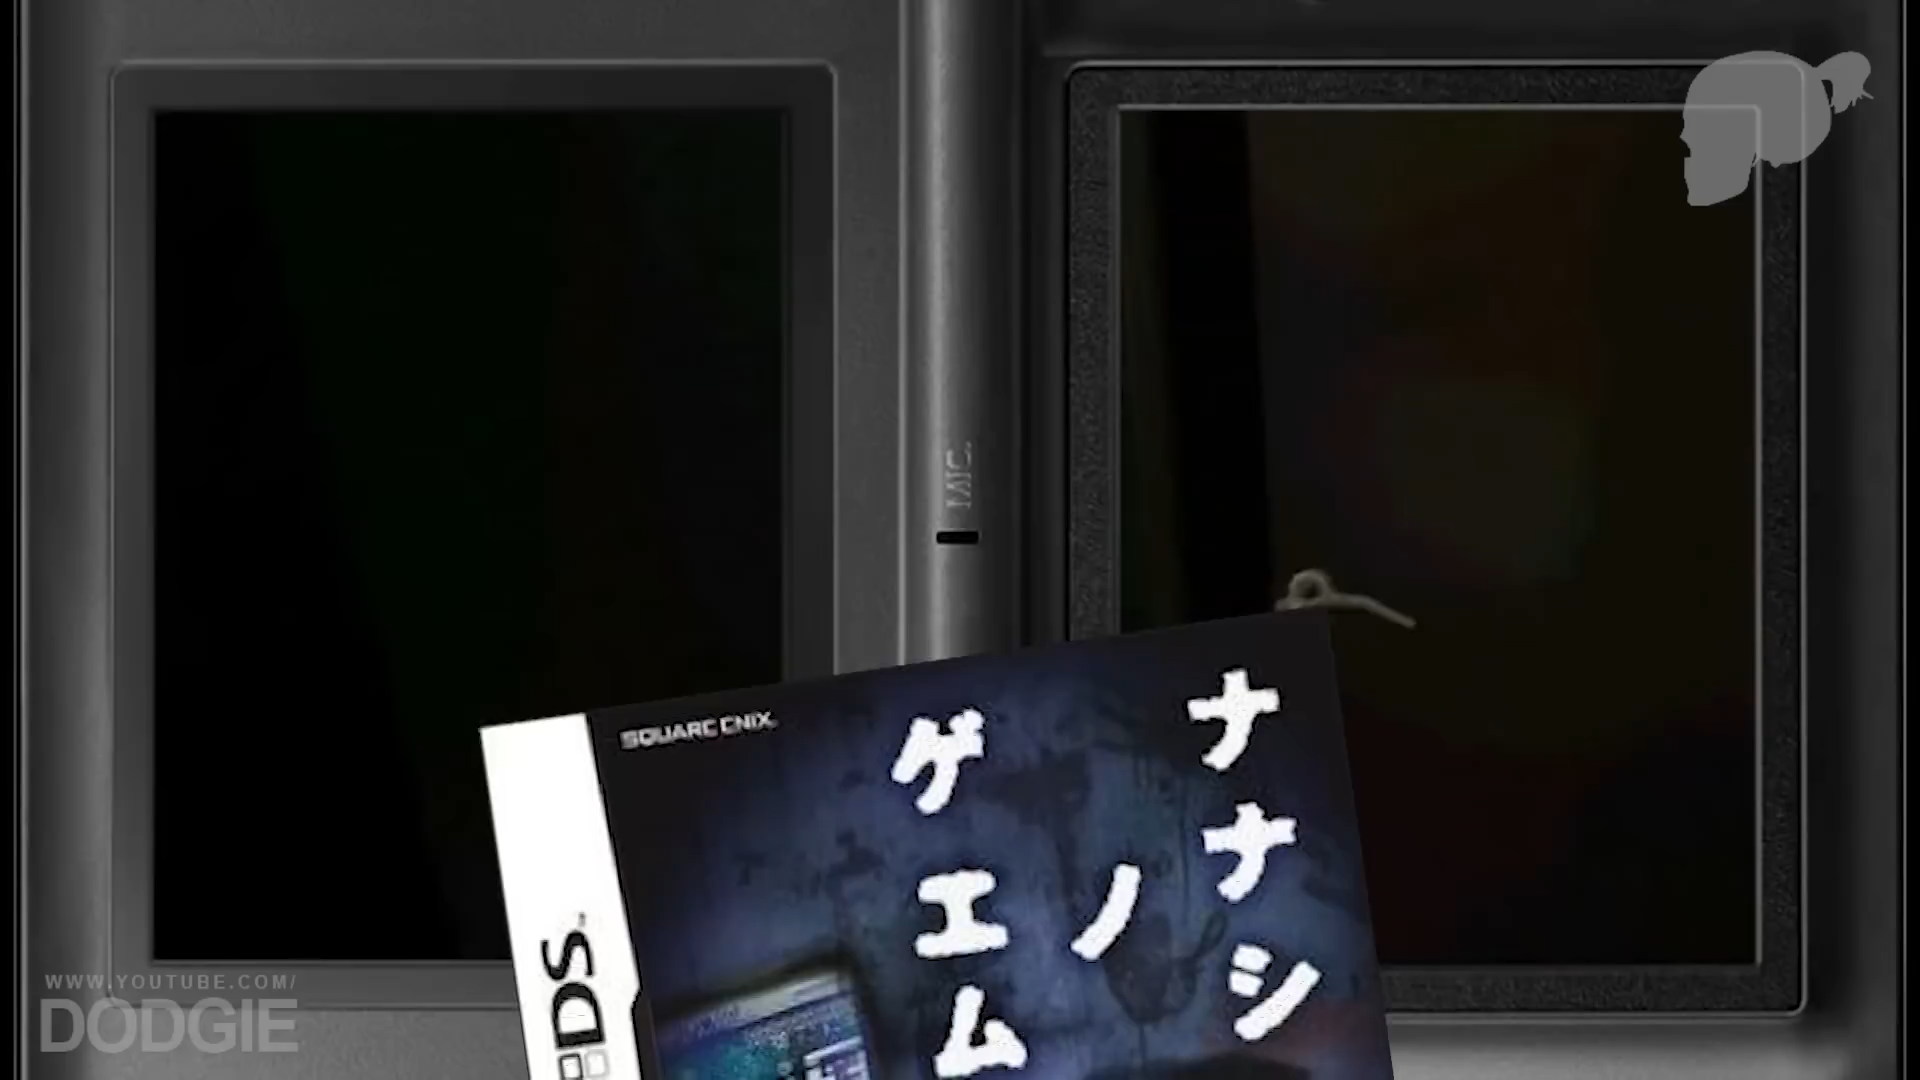 MIC.
SQUARE ENIX.
ナナシ
ノ
ゲエム
DS
WWW.YOUTUBE.COM/
DODGIE